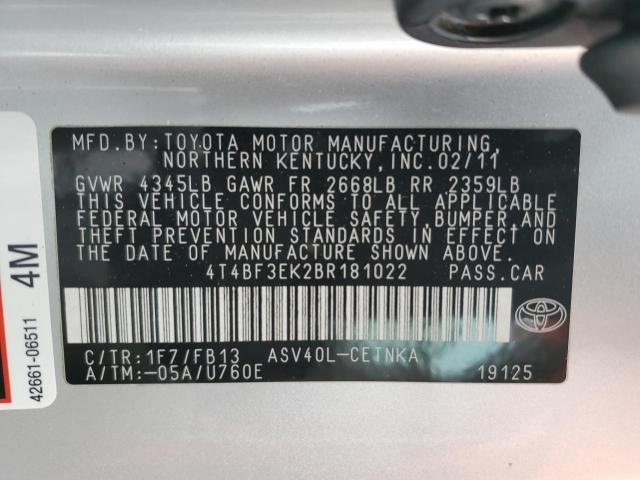 MFD.BY:TOYOTA MOTOR MANUFACTURING,
NORTHERN KENTUCKY, INC. 02/11
GVWR 4345LB GAWR FR 2668LB RR 2359LB
THIS VEHICLE CONFORMS TO ALL APPLICABLE
FEDERAL MOTOR VEHICLE SAFETY, BUMPER, AND
THEFT PREVENTION STANDARDS IN EFFECT ON
THE DATE OF MANUFACTURE SHOWN ABOVE.
4T4BF3EK2BR181022 PASS.CAR
C/TR:1F7/FB13 ASV40L-CETNKA
A/TM:-05A/U760E 19125
4M
42661-06511